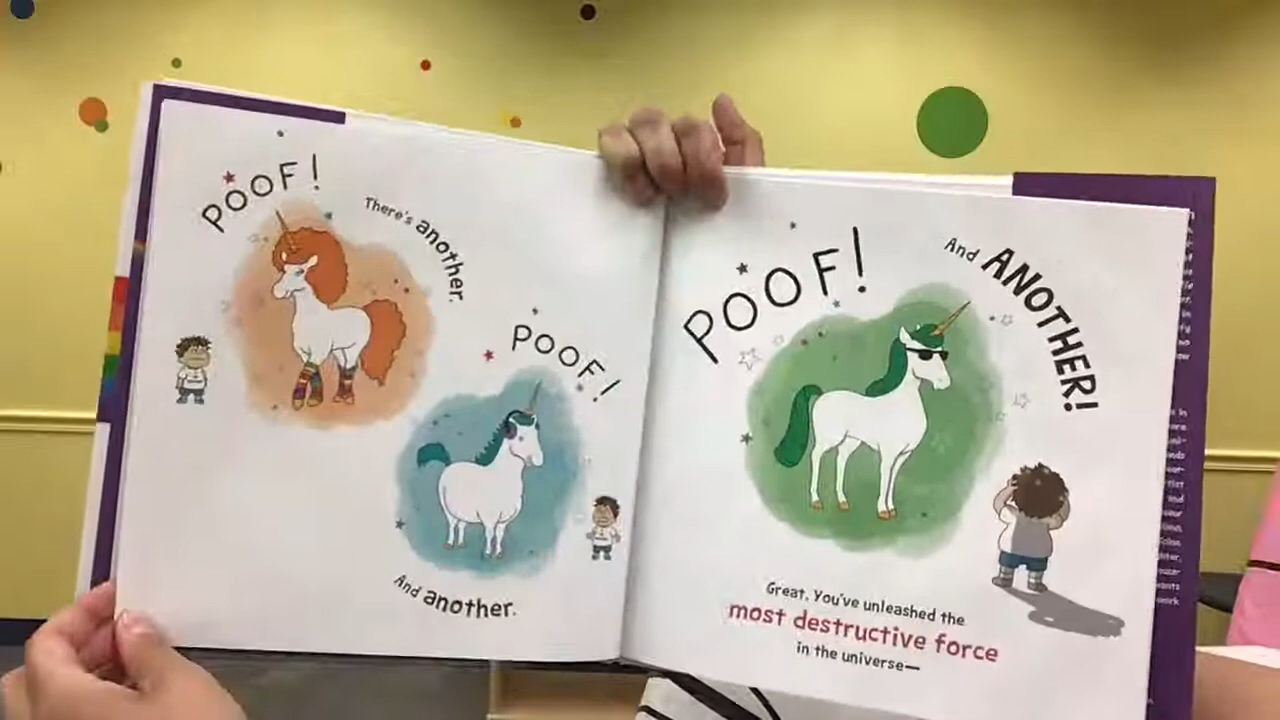 POOF!
There's another.
POOF!
And another.
POOF!
And ANOTHER!
Great. You've unleashed the
most destructive force
in the universe—